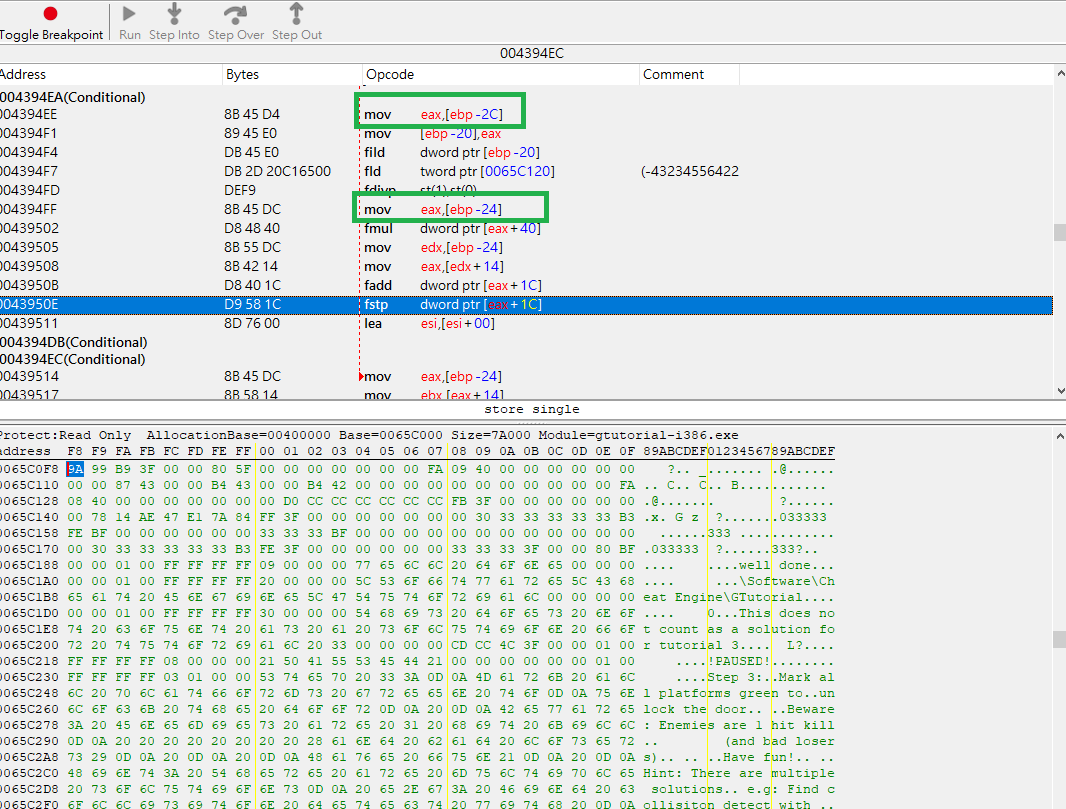 Toggle Breakpoint Run Step Into Step Over Step Out
004394EC
Address Bytes Opcode Comment
004394EA(Conditional)
004394EE 8B 45 D4 mov eax,[ebp -2C]
004394F1 89 45 E0 mov [ebp -20],eax
004394F4 DB 45 E0 fild dword ptr [ebp -20]
004394F7 DB 2D 20C16500 fld tword ptr [0065C120] (-43234556422
004394FD DEF9 fdivp st(1),st(0)
004394FF 8B 45 DC mov eax,[ebp -24]
00439502 D8 48 40 fmul dword ptr [eax+40]
00439505 8B 55 DC mov edx,[ebp -24]
00439508 8B 42 14 mov eax,[edx+14]
0043950B D8 40 1C fadd dword ptr [eax+1C]
0043950E D9 58 1C fstp dword ptr [eax+1C]
00439511 8D 76 00 lea esi,[esi+00]
004394DB(Conditional)
004394EC(Conditional)
00439514 8B 45 DC mov eax,[ebp -24]
00439517 8B 58 14 mov ebx,[eax+14]
store single
Protect:Read Only AllocationBase=00400000 Base=0065C000 Size=7A000 Module=gtutorial-i386.exe
address F8 F9 FA FB FC FD FE FF 00 01 02 03 04 05 06 07 08 09 0A 0B 0C 0D 0E 0F 89ABCDEF0123456789ABCDEF
0065C0F8 9A 99 B9 3F 00 00 80 5F 00 00 00 00 00 00 00 FA 09 40 00 00 00 00 00 00 ?.. _........ .@......
0065C110 00 00 87 43 00 00 B4 43 00 00 B4 42 00 00 00 00 00 00 00 00 00 00 00 FA .. C.. C.. B...........
0065C128 08 40 00 00 00 00 00 00 00 D0 CC CC CC CC CC CC FB 3F 00 00 00 00 00 00 .@....... ?......
0065C140 00 78 14 AE 47 E1 7A 84 FF 3F 00 00 00 00 00 00 00 30 33 33 33 33 33 B3 .x. G z ?.......033333
0065C158 FE BF 00 00 00 00 00 00 33 33 33 BF 00 00 00 00 00 00 00 00 00 00 00 00 ......333 ............
0065C170 00 30 33 33 33 33 33 B3 FE 3F 00 00 00 00 00 00 33 33 33 3F 00 00 80 BF .033333 ?......333?..
0065C188 00 00 01 00 FF FF FF FF 09 00 00 00 77 65 6C 6C 20 64 6F 6E 65 00 00 00 .... ....well done...
0065C1A0 00 00 01 00 FF FF FF FF 20 00 00 00 5C 53 6F 66 74 77 61 72 65 5C 43 68 .... ...\Software\Ch
0065C1B8 65 61 74 20 45 6E 67 69 6E 65 5C 47 54 75 74 6F 72 69 61 6C 00 00 00 00 eat Engine\GTutorial....
0065C1D0 00 00 01 00 FF FF FF FF 30 00 00 00 54 68 69 73 20 64 6F 65 73 20 6E 6F .... 0...This does no
0065C1E8 74 20 63 6F 75 6E 74 20 61 73 20 61 20 73 6F 6C 75 74 69 6F 6E 20 66 6F t count as a solution fo
0065C200 72 20 74 75 74 6F 72 69 61 6C 20 33 00 00 00 00 CD CC 4C 3F 00 00 01 00 r tutorial 3.... L?....
0065C218 FF FF FF FF 08 00 00 00 21 50 41 55 53 45 44 21 00 00 00 00 00 00 01 00 ....!PAUSED!........
0065C230 FF FF FF FF 03 01 00 00 53 74 65 70 20 33 3A 0D 0A 4D 61 72 6B 20 61 6C ....Step 3:..Mark al
0065C248 6C 20 70 6C 61 74 66 6F 72 6D 73 20 67 72 65 65 6E 20 74 6F 0D 0A 75 6E l platforms green to..un
0065C260 6C 6F 63 6B 20 74 68 65 20 64 6F 6F 72 0D 0A 20 0D 0A 42 65 77 61 72 65 lock the door.. ..Beware
0065C278 3A 20 45 6E 65 6D 69 65 73 20 61 72 65 20 31 20 68 69 74 20 6B 69 6C 6C : Enemies are 1 hit kill
0065C290 0D 0A 20 20 20 20 20 20 20 20 28 61 6E 64 20 62 61 64 20 6C 6F 73 65 72 .. (and bad loser
0065C2A8 73 29 0D 0A 20 0D 0A 20 0D 0A 48 61 76 65 20 66 75 6E 21 0D 0A 20 0D 0A s).. .. ..Have fun!.. ..
0065C2C0 48 69 6E 74 3A 20 54 68 65 72 65 20 61 72 65 20 6D 75 6C 74 69 70 6C 65 Hint: There are multiple
0065C2D8 20 73 6F 6C 75 74 69 6F 6E 73 0D 0A 20 65 2E 67 3A 20 46 69 6E 64 20 63 solutions.. e.g: Find c
0065C2F0 6F 6C 6C 69 73 69 74 6F 6E 20 64 65 74 65 63 74 20 77 69 74 68 20 0D 0A ollisiton detect with ..